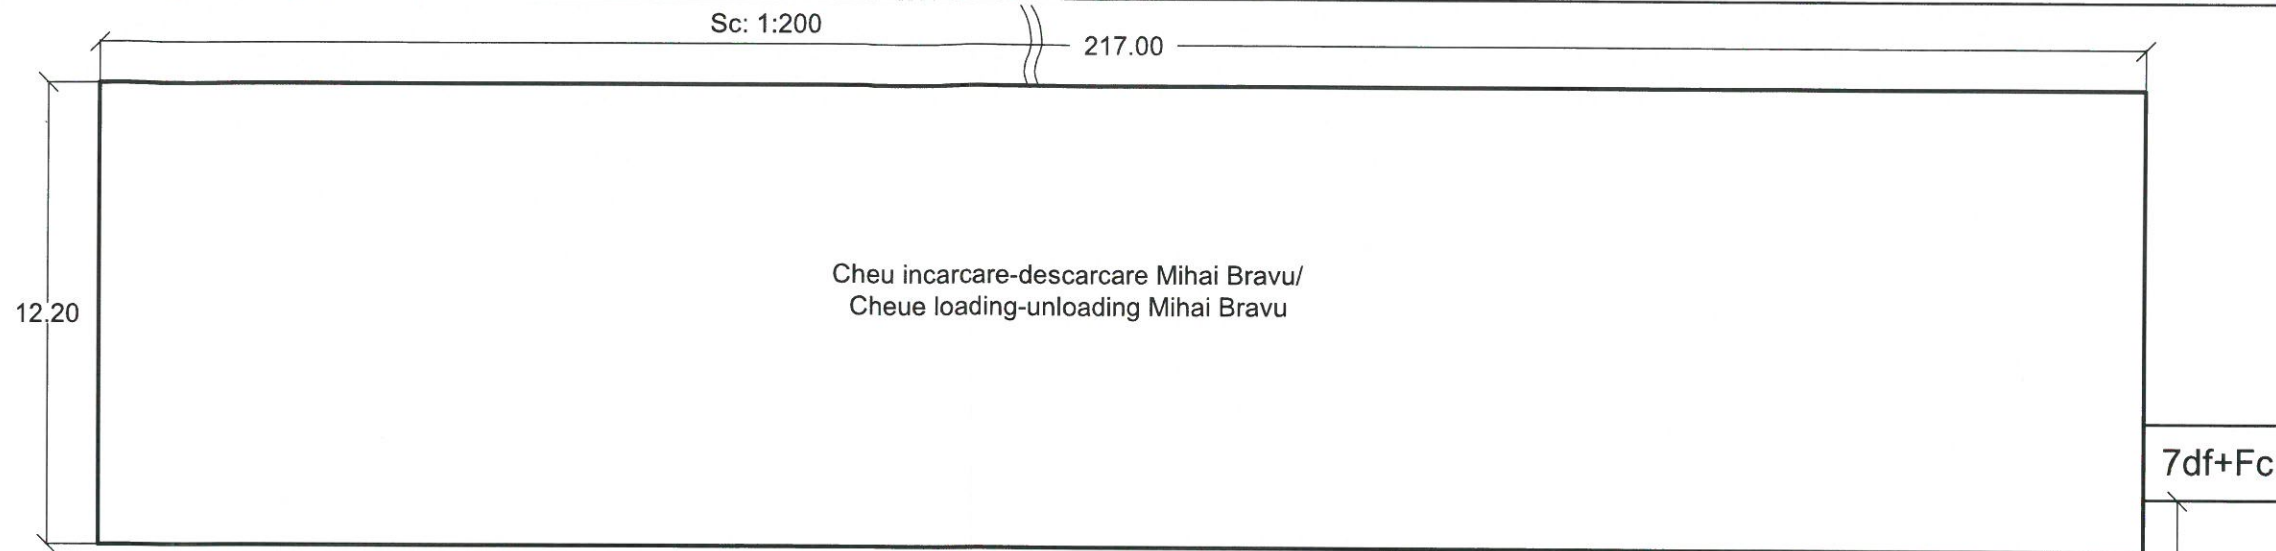 Sc: 1:200
217.00
Cheu incarcare-descarcare Mihai Bravu/
Cheue loading-unloading Mihai Bravu
12.20
7df+Fc